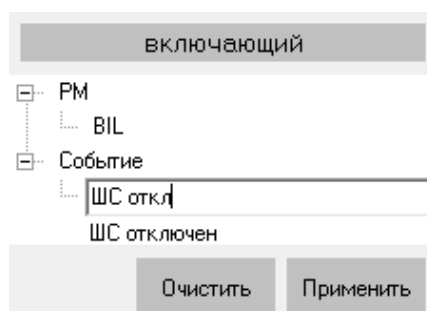 включающий
РМ
BIL
Событие
ШС откл
ШС отключен
Очистить Применить